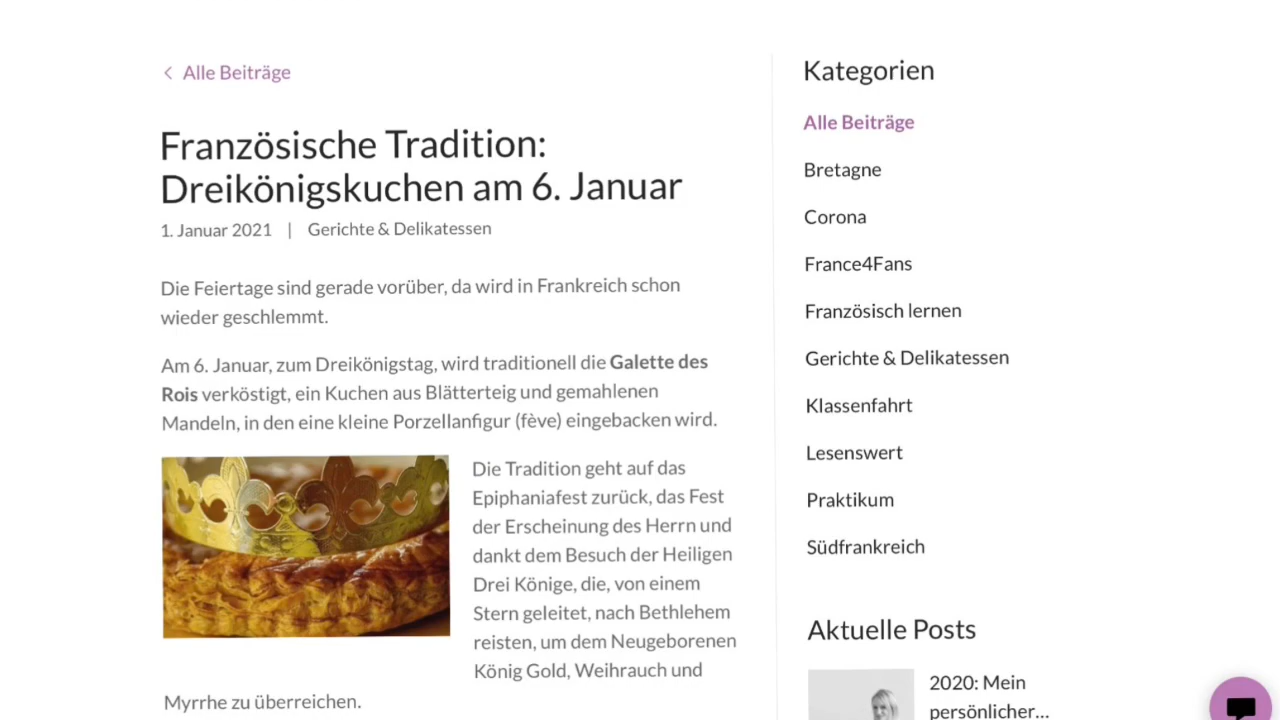 Alle Beiträge
Französische Tradition:
Dreikönigskuchen am 6. Januar
1. Januar 2021 | Gerichte & Delikatessen
Die Feiertage sind gerade vorüber, da wird in Frankreich schon
wieder geschlemmt.
Am 6. Januar, zum Dreikönigstag, wird traditionell die Galette des
Rois verköstigt, ein Kuchen aus Blätterteig und gemahlenen
Mandeln, in den eine kleine Porzellanfigur (fève) eingebacken wird.
Die Tradition geht auf das
Epiphaniafest zurück, das Fest
der Erscheinung des Herrn und
dankt dem Besuch der Heiligen
Drei Könige, die, von einem
Stern geleitet, nach Bethlehem
reisten, um dem Neugeborenen
König Gold, Weihrauch und
Myrrhe zu überreichen.
Kategorien
Alle Beiträge
Bretagne
Corona
France4Fans
Französisch lernen
Gerichte & Delikatessen
Klassenfahrt
Lesenswert
Praktikum
Südfrankreich
Aktuelle Posts
2020: Mein
persönlicher...